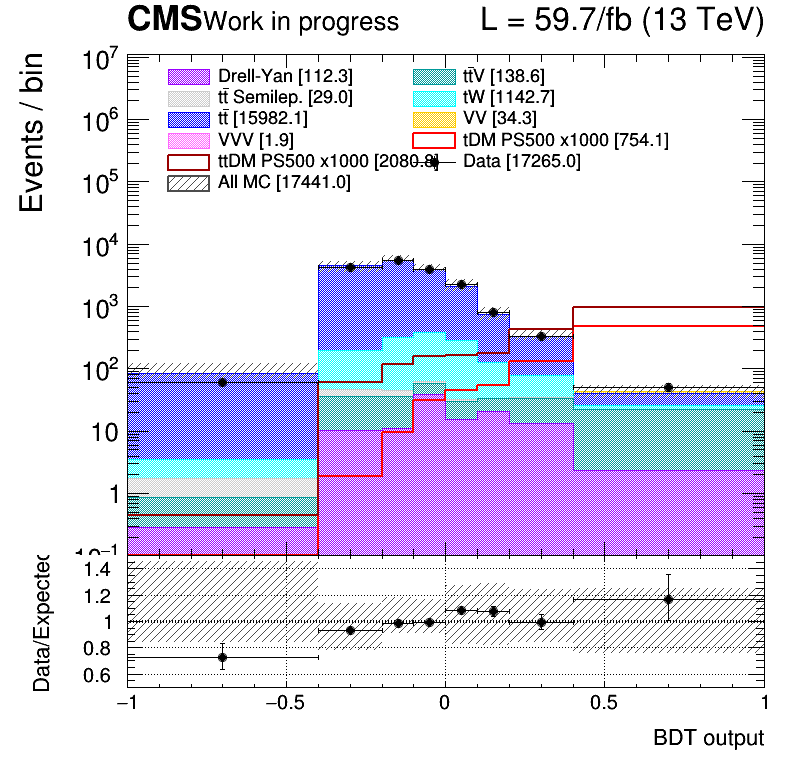 CMS Work in progress L = 59.7/fb (13 TeV)
Events / bin
10⁷
10⁶
10⁵
10⁴
10³
10²
10
1
10⁻¹
Drell-Yan [112.3] tt̄V [138.6]
tt̄ Semilep. [29.0] tW [1142.7]
tt̄ [15982.1] VV [34.3]
VVV [1.9] tDM PS500 x1000 [754.1]
ttDM PS500 x1000 [2080.8] Data [17265.0]
All MC [17441.0]
Data/Expected
1.4
1.2
1
0.8
0.6
−1 −0.5 0 0.5 1
BDT output